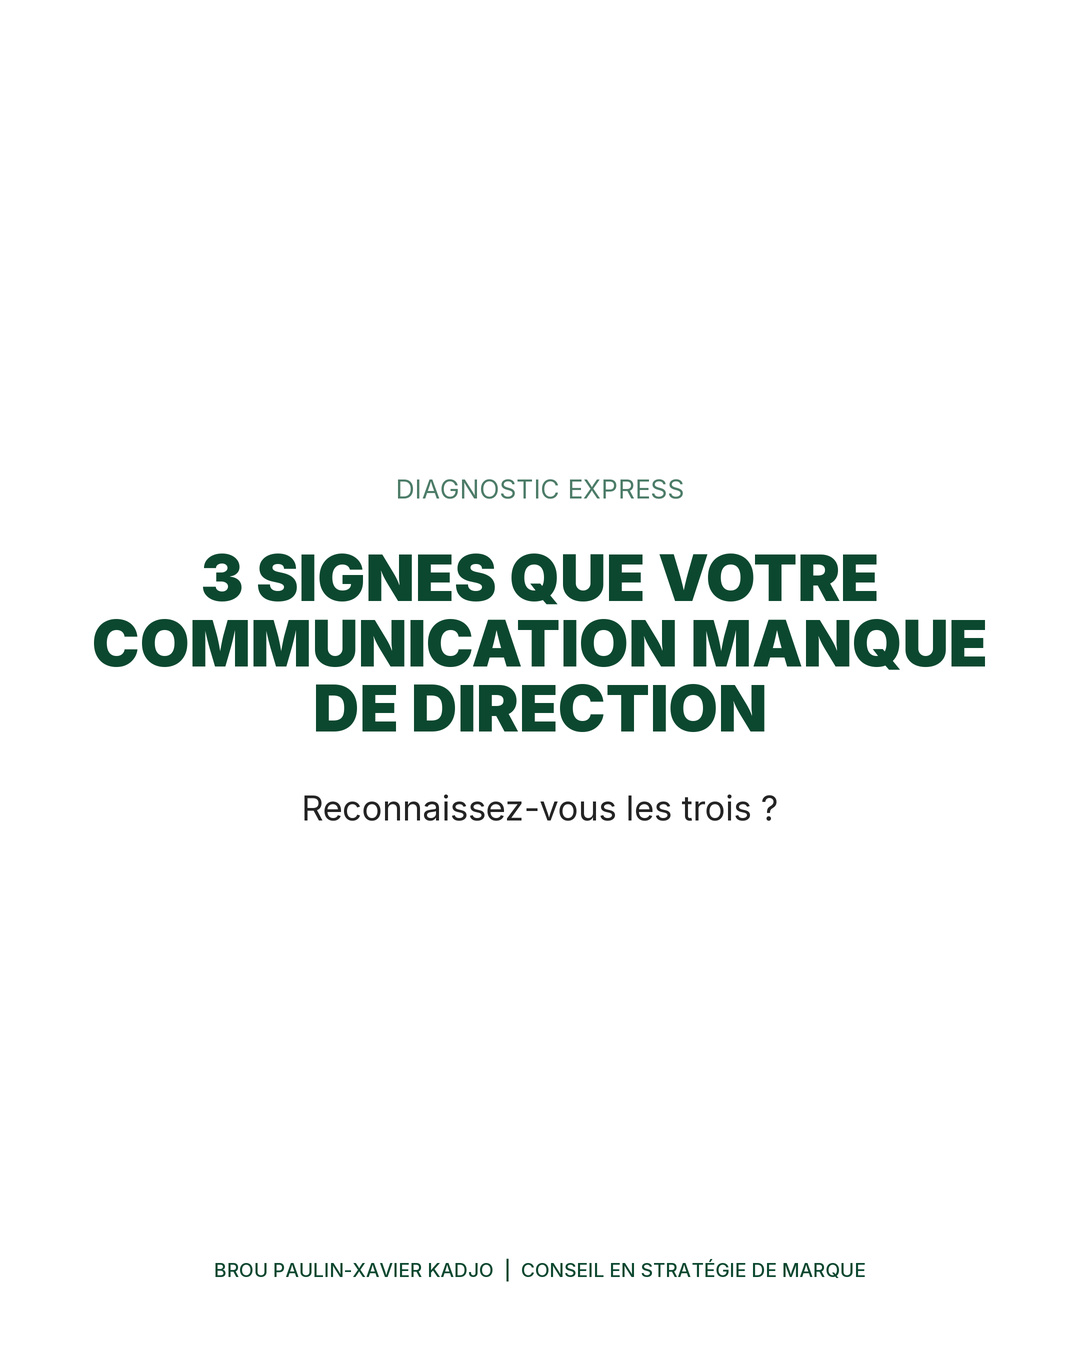 DIAGNOSTIC EXPRESS
3 SIGNES QUE VOTRE
COMMUNICATION MANQUE
DE DIRECTION
Reconnaissez-vous les trois ?
BROU PAULIN-XAVIER KADJO | CONSEIL EN STRATÉGIE DE MARQUE